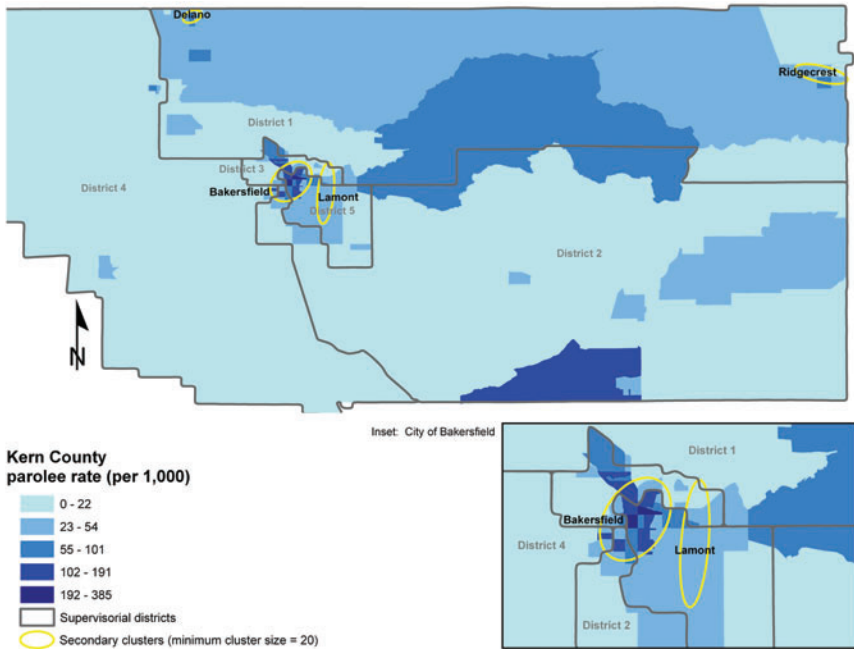 Delano
Ridgecrest
District 1
District 3
District 4
Bakersfield
Lamont
District 5
District 2
N
Inset: City of Bakersfield
Kern County
parolee rate (per 1,000)
0 - 22
23 - 54
55 - 101
102 - 191
192 - 385
Supervisorial districts
Secondary clusters (minimum cluster size = 20)
District 1
Bakersfield
District 4
Lamont
District 2